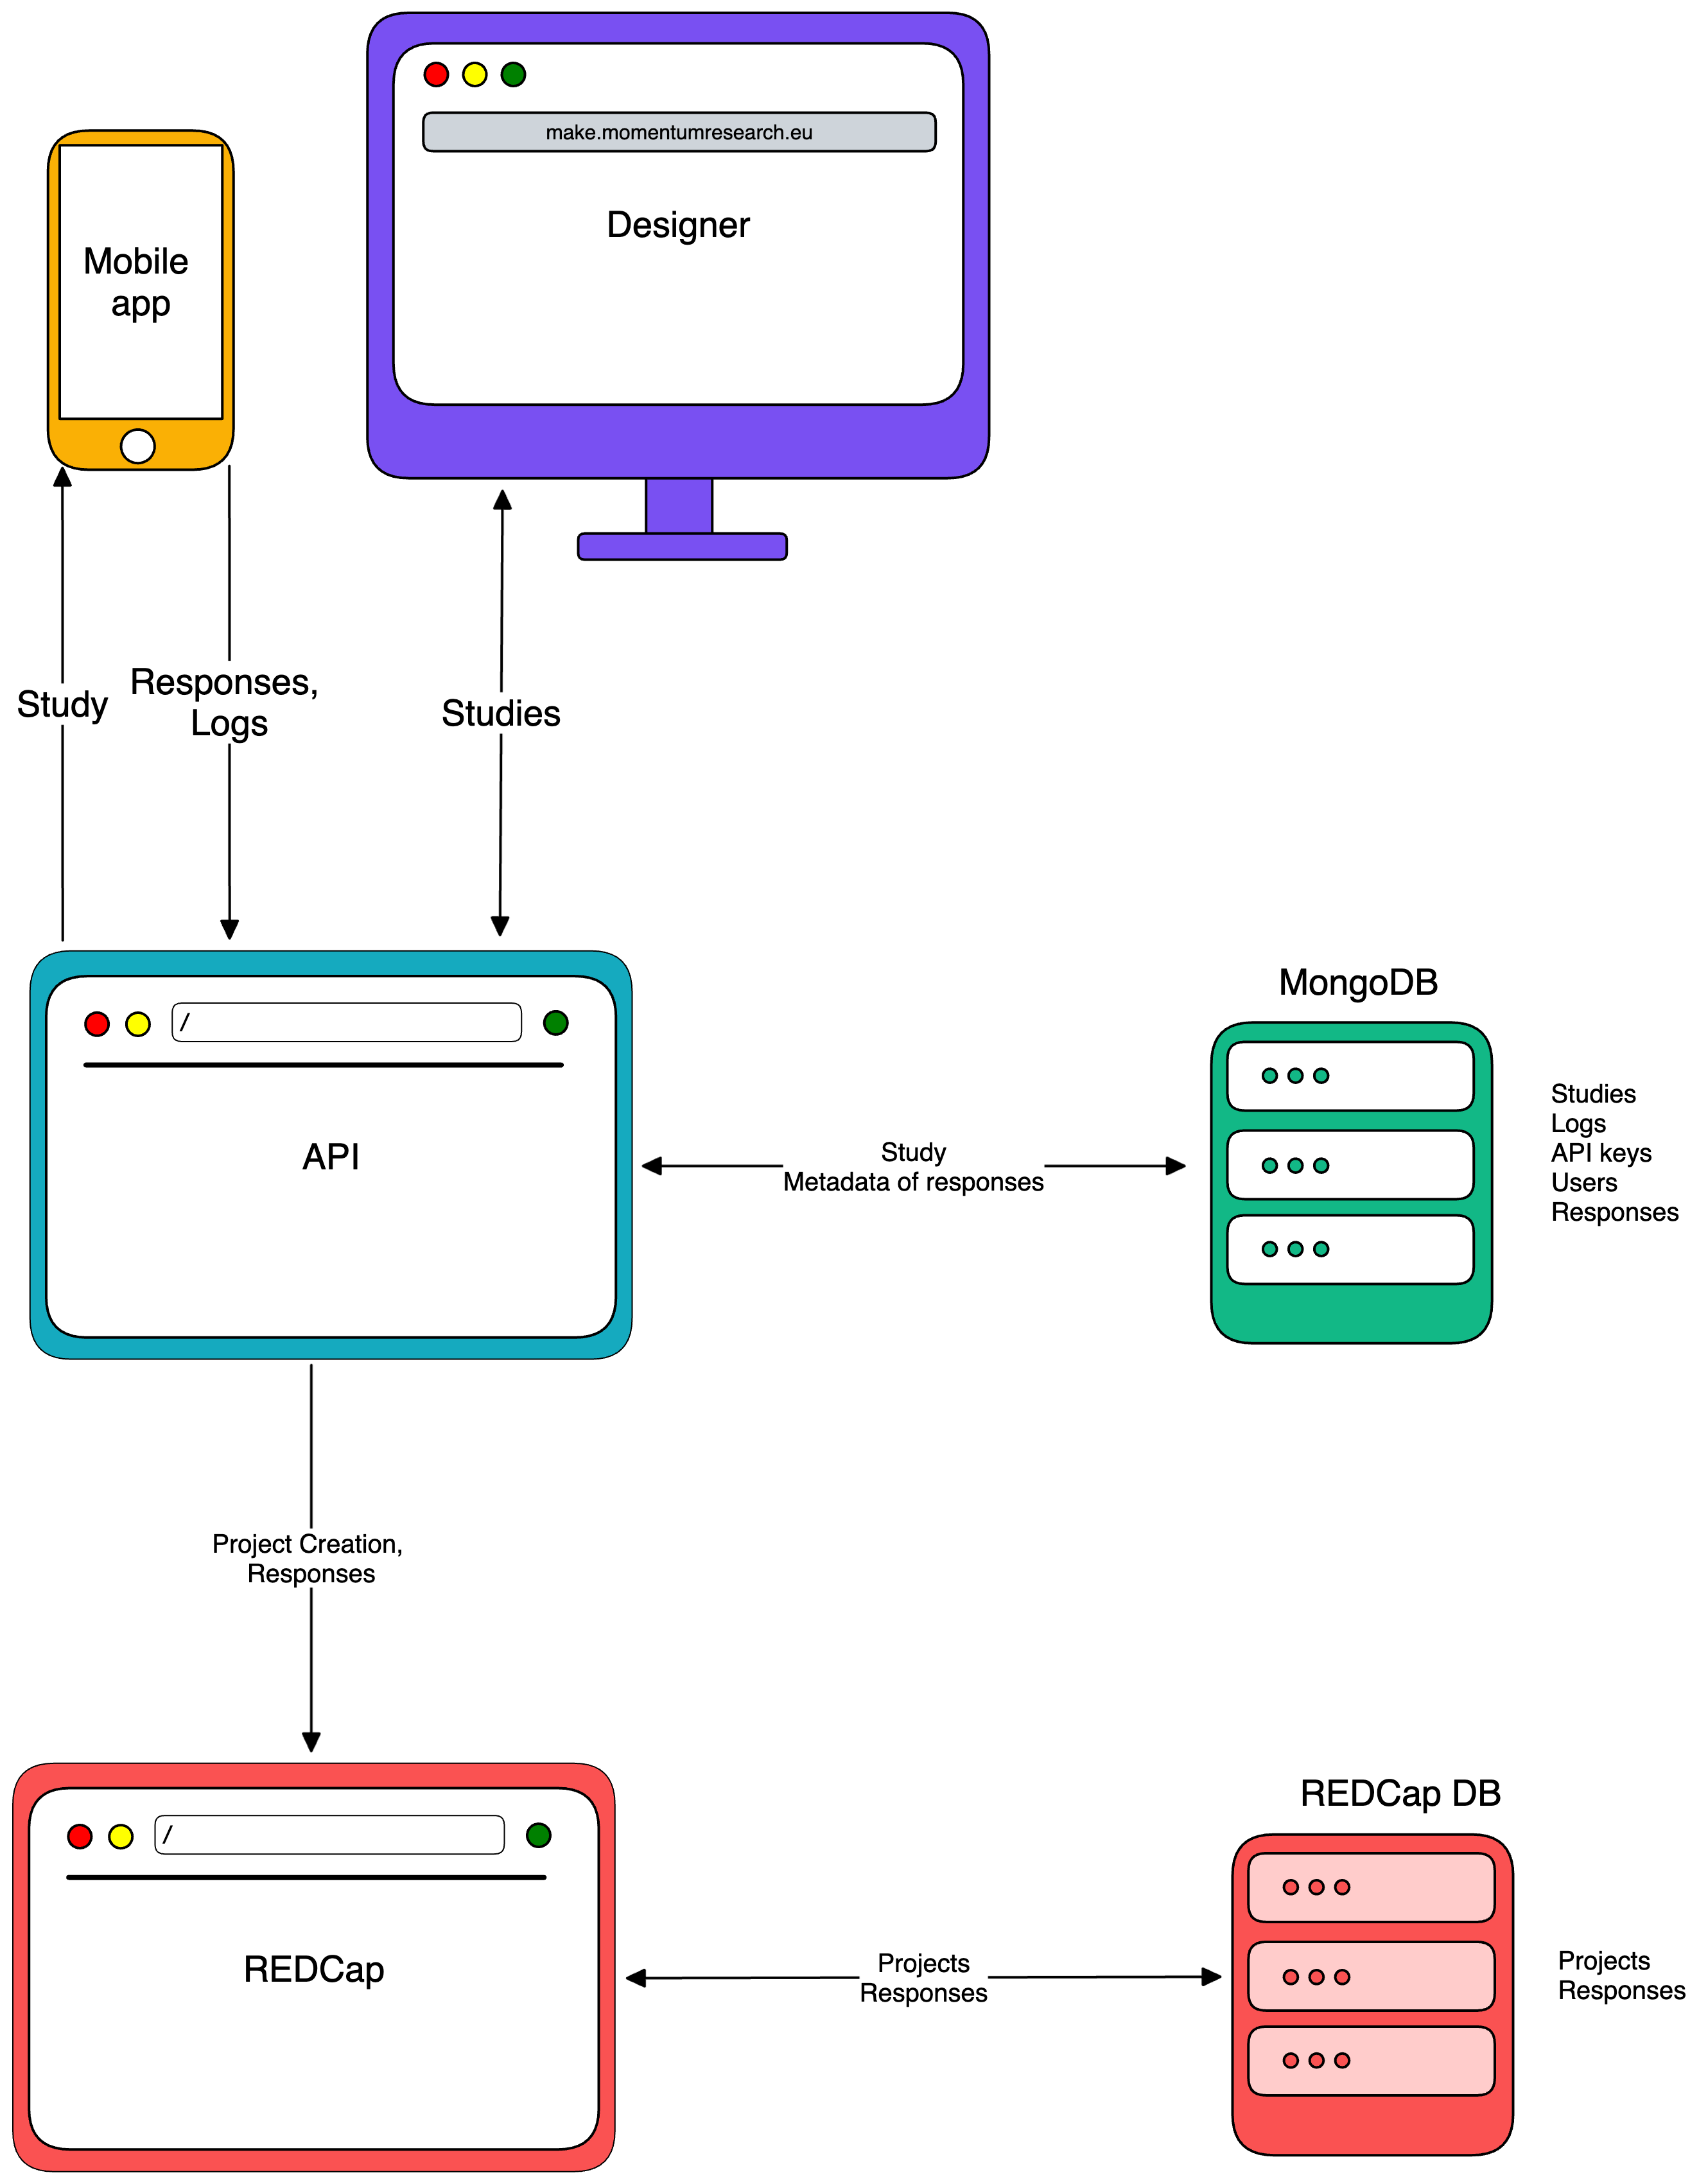 make.momentumresearch.eu
Designer
Mobile
app
Study
Responses,
Logs
Studies
/
API
MongoDB
Study
Metadata of responses
Studies
Logs
API keys
Users
Responses
Project Creation,
Responses
/
REDCap
REDCap DB
Projects
Responses
Projects
Responses